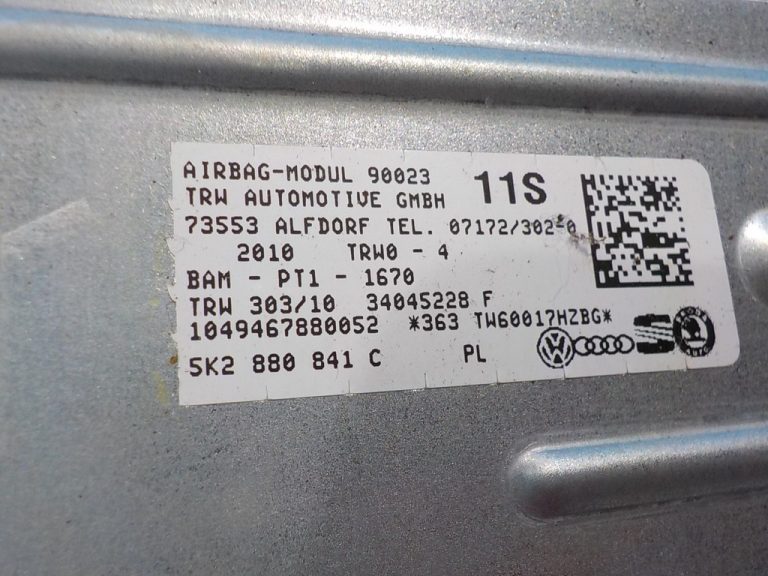 AIRBAG-MODUL 90023 11S
TRW AUTOMOTIVE GMBH
73553 ALFDORF TEL. 07172/302-0
2010 TRW0 - 4
BAM - PT1 - 1670
TRW 303/10 34045228 F
1049467880052 *363 TW60017HZBG*
5K2 880 841 C PL